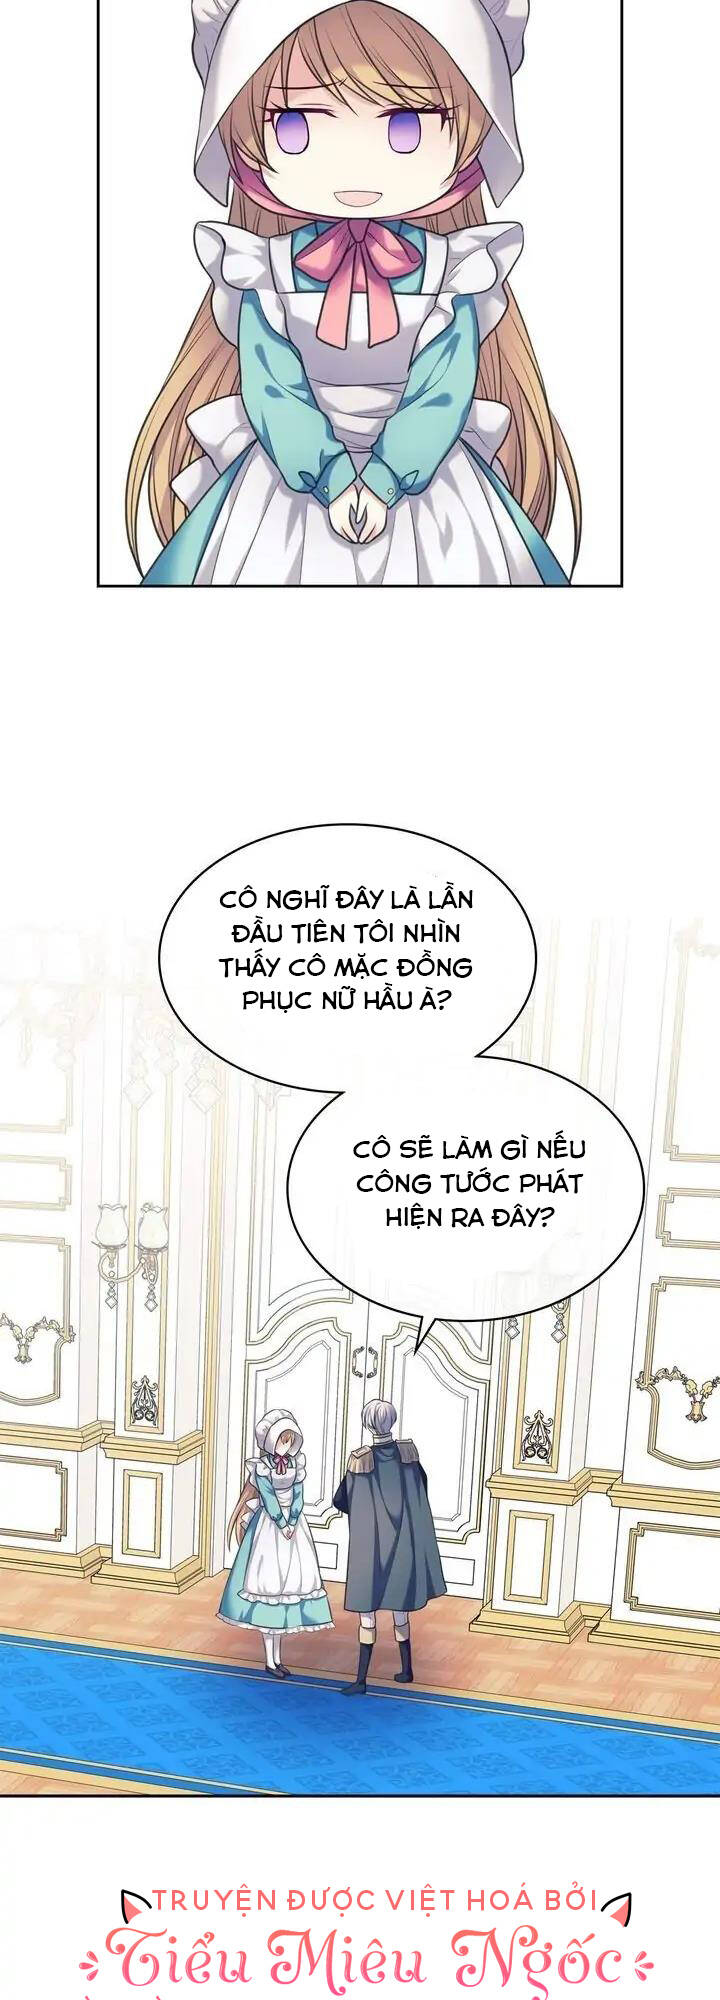 CÔ NGHĨ ĐÂY LÀ LẦN
ĐẦU TIÊN TÔI NHÌN
THẤY CÔ MẶC ĐỒNG
PHỤC NỮ HẦU À?
CÔ SẼ LÀM GÌ NẾU
CÔNG TƯỚC PHÁT
HIỆN RA ĐÂY?
TRUYỆN ĐƯỢC VIỆT HOÁ BỞI
Tiểu Miêu Ngốc